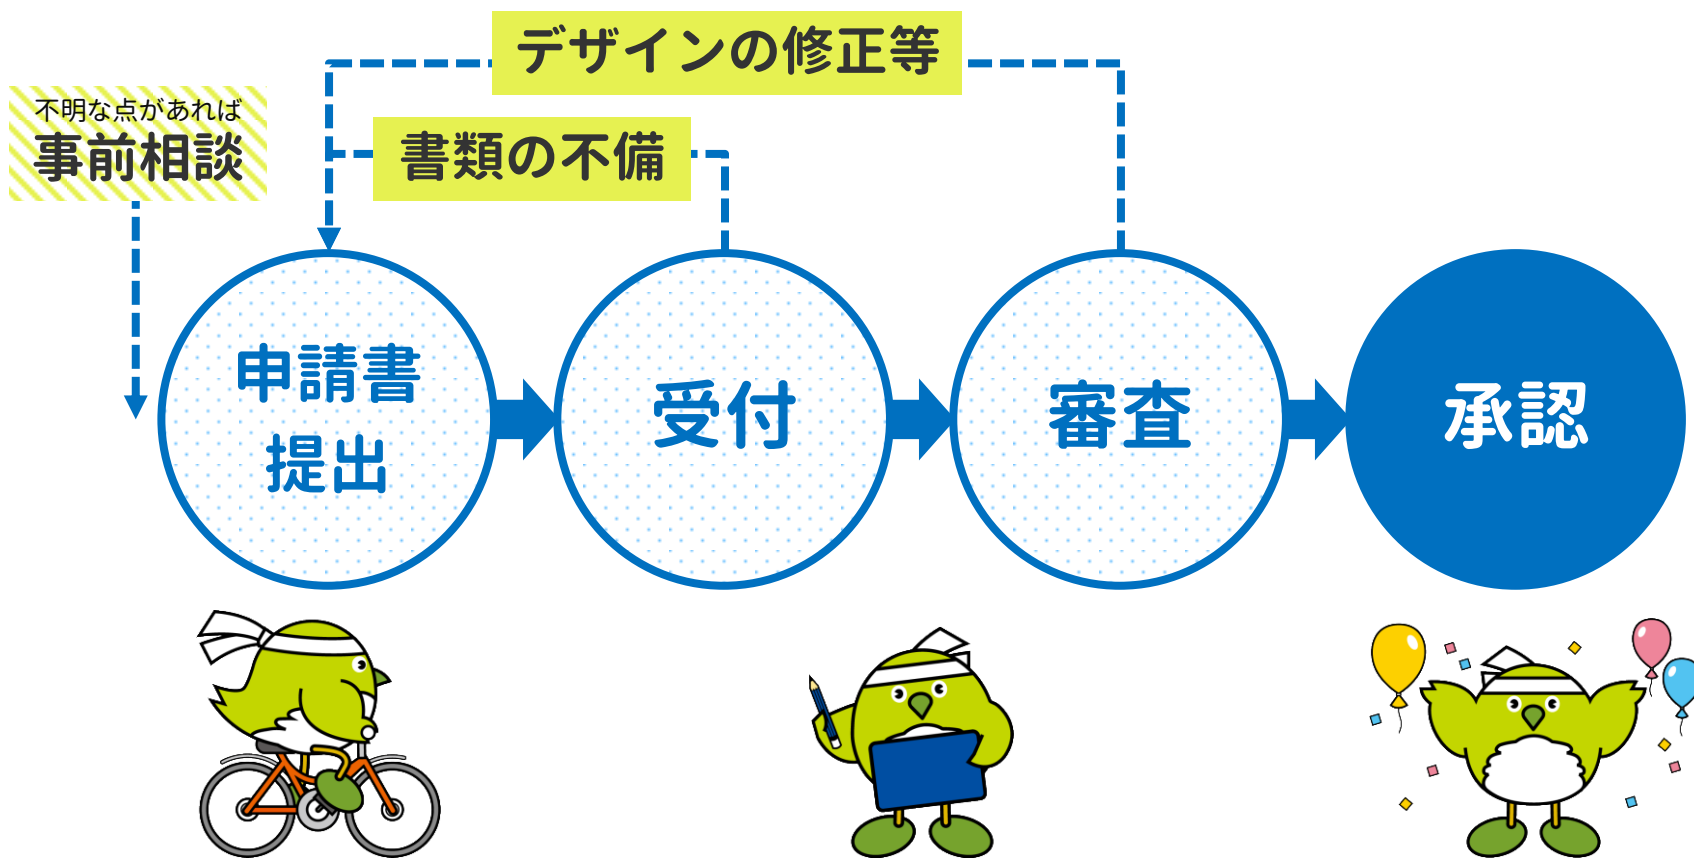 デザインの修正等
不明な点があれば
事前相談
書類の不備
申請書
提出
受付
審査
承認